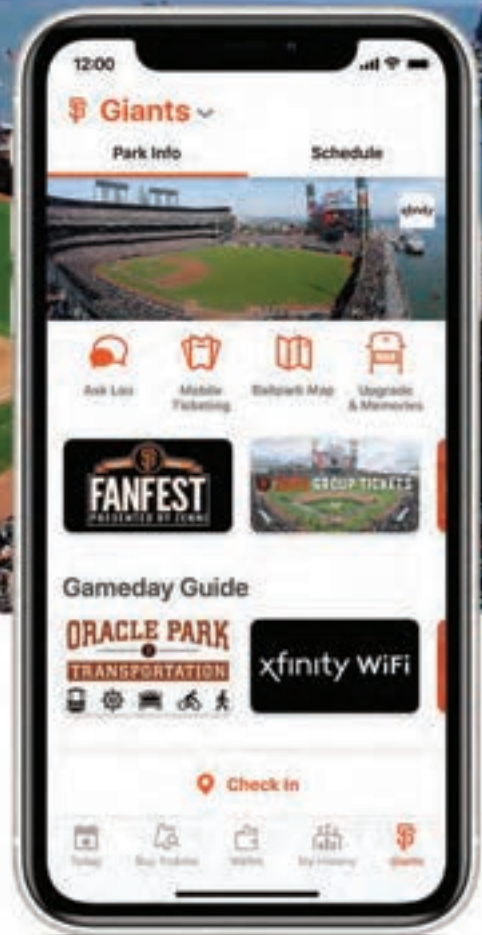 12:00
Giants
Park Info
Schedule
xfinity
Ask Lou
Mobile
Ticketing
Ballpark Map
Upgrade
& Memories
FANFEST
GROUP TICKETS
Gameday Guide
ORACLE PARK
TRANSPORTATION
xfinity WiFi
Check In
Today
Buy Tickets
Wallet
My History
Giants